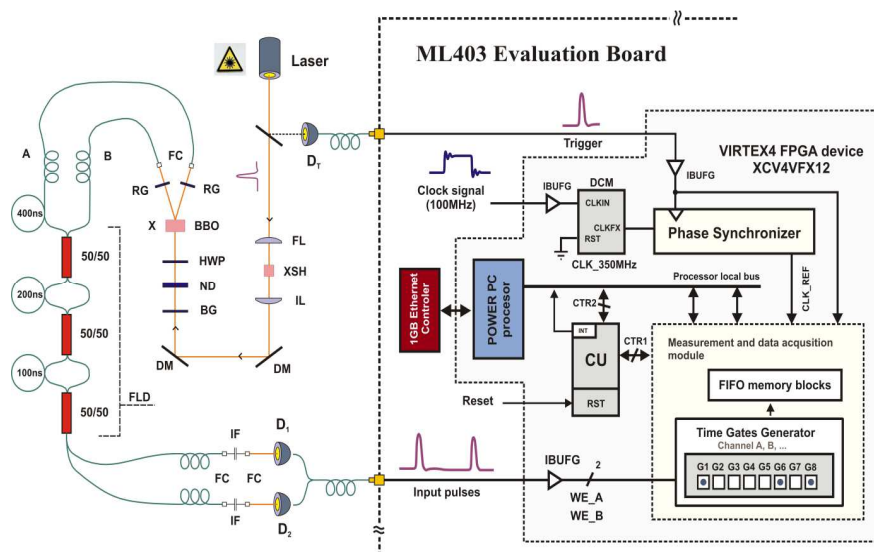 ML403 Evaluation Board
Laser
A
B
FC
RG
RG
D_T
Trigger
VIRTEX4 FPGA device
XCV4VFX12
IBUFG
Clock signal
(100MHz)
IBUFG
DCM
CLKIN
CLKFX
RST
CLK_350MHz
Phase Synchronizer
400ns
X
BBO
FL
50/50
HWP
XSH
ND
200ns
BG
IL
50/50
DM
DM
100ns
FLD
50/50
1GB Ethernet
Controler
POWER PC
procesor
Processor local bus
CTR2
CLK_REF
INT
CU
CTR1
RST
Reset
Measurement and data acqusition
module
FIFO memory blocks
Time Gates Generator
Channel A, B, ...
G1 G2 G3 G4 G5 G6 G7 G8
IF
D1
FC
FC
IF
D2
Input pulses
IBUFG
2
WE_A
WE_B